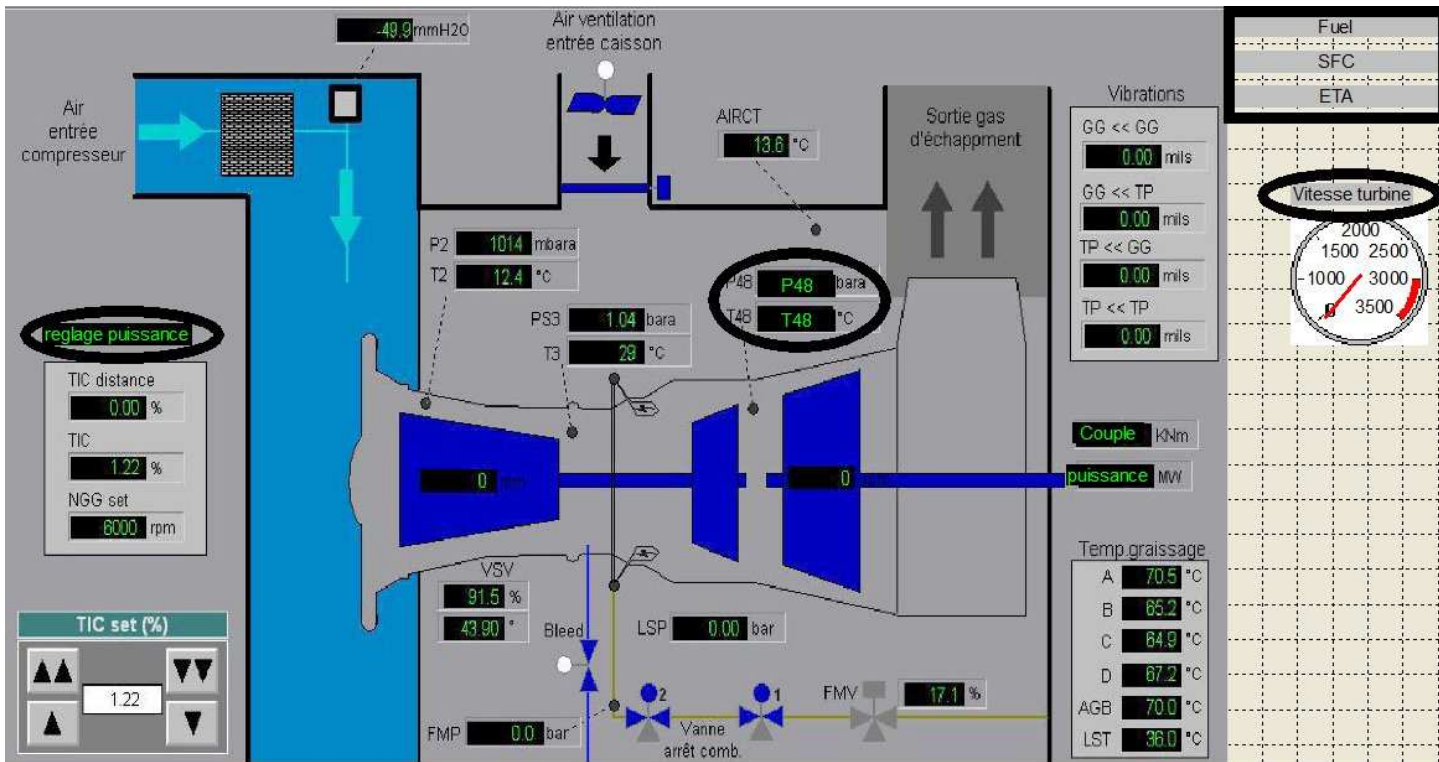 -49.9 mmH2O
Air ventilation
entrée caisson
Fuel
SFC
ETA
Air
entrée
compresseur
AIRCT
13.6 °C
Sortie gas
d'échappment
Vibrations
GG << GG
0.00 mils
GG << TP
0.00 mils
TP << GG
0.00 mils
TP << TP
0.00 mils
Vitesse turbine
2000
1500 2500
1000 3000
0 3500
P2 1014 mbara
T2 12.4 °C
P48 P48 bara
T48 T48 °C
PS3 1.04 bara
T3 29 °C
reglage puissance
TIC distance
0.00 %
TIC
1.22 %
NGG set
6000 rpm
0 rpm
0 rpm
Couple KNm
puissance MW
VSV
91.5 %
43.90 °
Bleed
LSP 0.00 bar
Temp.graissage
A 70.5 °C
B 65.2 °C
C 64.9 °C
D 67.2 °C
AGB 70.0 °C
LST 36.0 °C
TIC set (%)
1.22
FMP 0.0 bar
2
1
Vanne
arrêt comb.
FMV 17.1 %